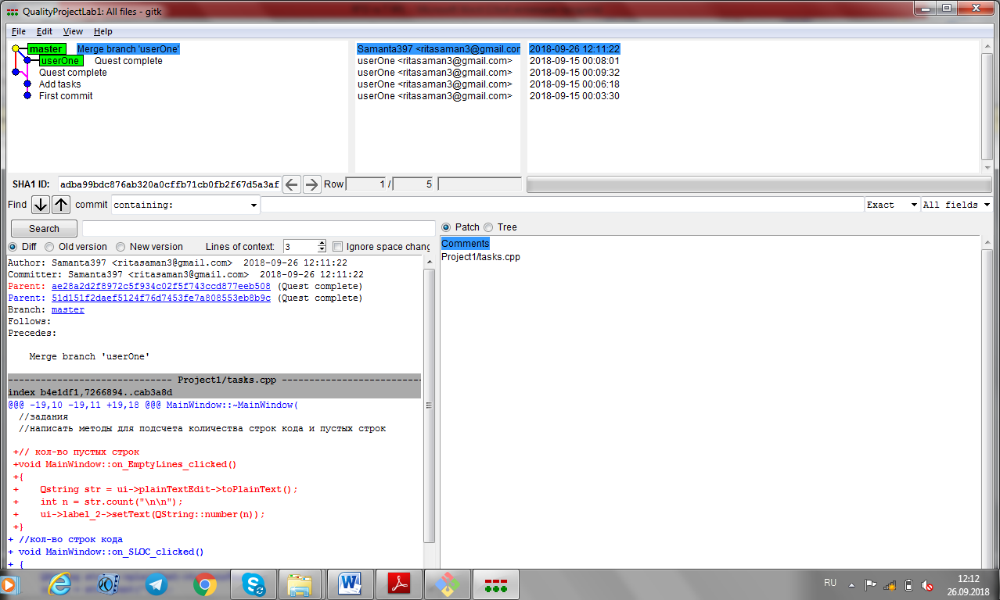 QualityProjectLab1: All files - gitk
File Edit View Help
master Merge branch 'userOne' Samanta397 <ritasaman3@gmail.com 2018-09-26 12:11:22
userOne Quest complete userOne <ritasaman3@gmail.com> 2018-09-15 00:08:01
Quest complete userOne <ritasaman3@gmail.com> 2018-09-15 00:09:32
Add tasks userOne <ritasaman3@gmail.com> 2018-09-15 00:06:18
First commit userOne <ritasaman3@gmail.com> 2018-09-15 00:03:30
SHA1 ID: adba99bdc876ab320a0cffb71cb0fb2f67d5a3af Row 1 / 5
Find commit containing: Exact All fields
Search
Patch Tree
Diff Old version New version Lines of context: 3 Ignore space chang
Comments
Project1/tasks.cpp
Author: Samanta397 <ritasaman3@gmail.com> 2018-09-26 12:11:22
Committer: Samanta397 <ritasaman3@gmail.com> 2018-09-26 12:11:22
Parent: ae28a2d2f8972c5f934c02f5f743ccd877eeb508 (Quest complete)
Parent: 51d151f2daef5124f76d7453fe7a808553eb8b9c (Quest complete)
Branch: master
Follows:
Precedes:
Merge branch 'userOne'
------------------------------ Project1/tasks.cpp --------------------------
index b4e1df1,7266894..cab3a8d
@@@ -19,10 -19,11 +19,18 @@@ MainWindow::~MainWindow(
//задания
//написать методы для подсчета количества строк кода и пустых строк
+// кол-во пустых строк
+void MainWindow::on_EmptyLines_clicked()
+{
+ Qstring str = ui->plainTextEdit->toPlainText();
+ int n = str.count("\n\n");
+ ui->label_2->setText(QString::number(n));
+}
+ //кол-во строк кода
+ void MainWindow::on_SLOC_clicked()
+ {
RU 12:12
26.09.2018